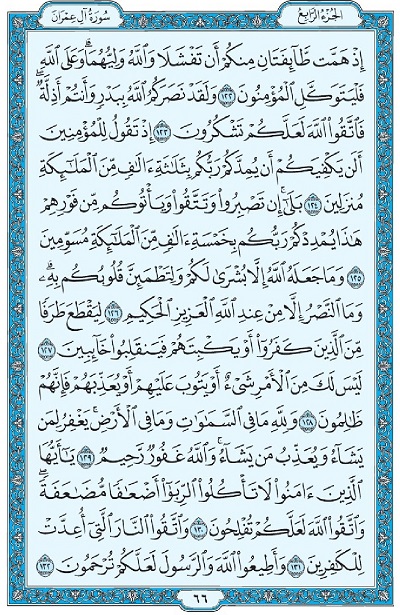 الجزء الرابع
سورة آل عمران
إِذْ هَمَّت طَّآئِفَتَانِ مِنكُمْ أَن تَفْشَلَا وَٱللَّهُ وَلِيُّهُمَا ۗ وَعَلَى ٱللَّهِ
فَلْيَتَوَكَّلِ ٱلْمُؤْمِنُونَ ١٢٢ وَلَقَدْ نَصَرَكُمُ ٱللَّهُ بِبَدْرٍ وَأَنتُمْ أَذِلَّةٌ ۖ
فَٱتَّقُوا۟ ٱللَّهَ لَعَلَّكُمْ تَشْكُرُونَ ١٢٣ إِذْ تَقُولُ لِلْمُؤْمِنِينَ
أَلَن يَكْفِيَكُمْ أَن يُمِدَّكُمْ رَبُّكُم بِثَلَـٰثَةِ ءَالَـٰفٍ مِّنَ ٱلْمَلَـٰٓئِكَةِ
مُنزَلِينَ ١٢٤ بَلَىٰٓ ۚ إِن تَصْبِرُوا۟ وَتَتَّقُوا۟ وَيَأْتُوكُم مِّن فَوْرِهِمْ
هَـٰذَا يُمْدِدْكُمْ رَبُّكُم بِخَمْسَةِ ءَالَـٰفٍ مِّنَ ٱلْمَلَـٰٓئِكَةِ مُسَوِّمِينَ
١٢٥ وَمَا جَعَلَهُ ٱللَّهُ إِلَّا بُشْرَىٰ لَكُمْ وَلِتَطْمَئِنَّ قُلُوبُكُم بِهِۦ ۗ
وَمَا ٱلنَّصْرُ إِلَّا مِنْ عِندِ ٱللَّهِ ٱلْعَزِيزِ ٱلْحَكِيمِ ١٢٦ لِيَقْطَعَ طَرَفًا
مِّنَ ٱلَّذِينَ كَفَرُوٓا۟ أَوْ يَكْبِتَهُمْ فَيَنقَلِبُوا۟ خَآئِبِينَ ١٢٧
لَيْسَ لَكَ مِنَ ٱلْأَمْرِ شَىْءٌ أَوْ يَتُوبَ عَلَيْهِمْ أَوْ يُعَذِّبَهُمْ فَإِنَّهُمْ
ظَـٰلِمُونَ ١٢٨ وَلِلَّهِ مَا فِى ٱلسَّمَـٰوَٰتِ وَمَا فِى ٱلْأَرْضِ ۚ يَغْفِرُ لِمَن
يَشَآءُ وَيُعَذِّبُ مَن يَشَآءُ ۚ وَٱللَّهُ غَفُورٌ رَّحِيمٌ ١٢٩ يَـٰٓأَيُّهَا
ٱلَّذِينَ ءَامَنُوا۟ لَا تَأْكُلُوا۟ ٱلرِّبَوٰٓا۟ أَضْعَـٰفًا مُّضَـٰعَفَةً ۖ
وَٱتَّقُوا۟ ٱللَّهَ لَعَلَّكُمْ تُفْلِحُونَ ١٣٠ وَٱتَّقُوا۟ ٱلنَّارَ ٱلَّتِىٓ أُعِدَّتْ
لِلْكَـٰفِرِينَ ١٣١ وَأَطِيعُوا۟ ٱللَّهَ وَٱلرَّسُولَ لَعَلَّكُمْ تُرْحَمُونَ ١٣٢
٦٦